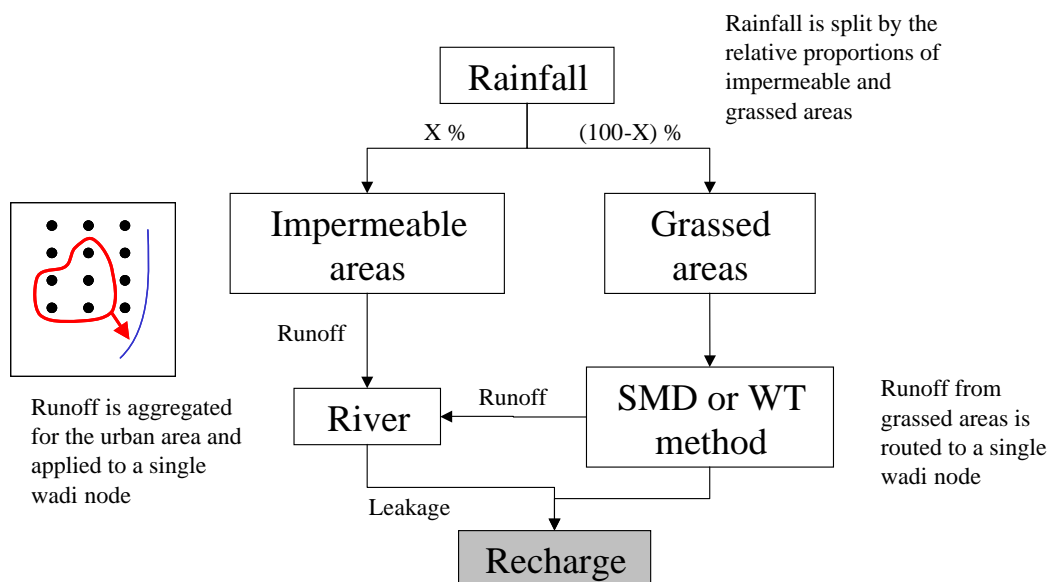 Rainfall is split by the
relative proportions of
impermeable and
grassed areas
Rainfall
X %
(100-X) %
Impermeable
areas
Grassed
areas
Runoff
Runoff is aggregated
for the urban area and
applied to a single
wadi node
River
Runoff
SMD or WT
method
Runoff from
grassed areas is
routed to a single
wadi node
Leakage
Recharge